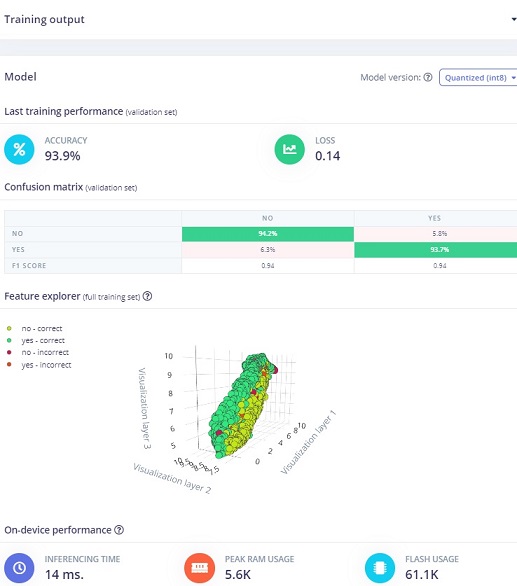 Training output
Model
Model version: Quantized (int8)
Last training performance (validation set)
ACCURACY
93.9%
LOSS
0.14
Confusion matrix (validation set)
NO YES
NO 94.2% 5.8%
YES 6.3% 93.7%
F1 SCORE 0.94 0.94
Feature explorer (full training set)
no - correct
yes - correct
no - incorrect
yes - incorrect
10
9
8
7
6
5
Visualization layer 3
Visualization layer 2
0 2 4 6 8 10
Visualization layer 1
On-device performance
INFERENCING TIME
14 ms.
PEAK RAM USAGE
5.6K
FLASH USAGE
61.1K